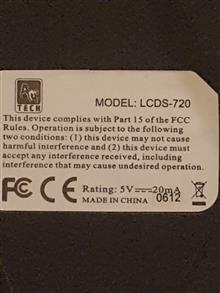 A4 TECH
MODEL: LCDS-720
This device complies with Part 15 of the FCC
Rules. Operation is subject to the following
two conditions: (1) this device may not cause
harmful interference and (2) this device must
accept any interference received, including
interference that may cause undesired operation.
FC CE
Rating: 5V⎓20mA
MADE IN CHINA 0612